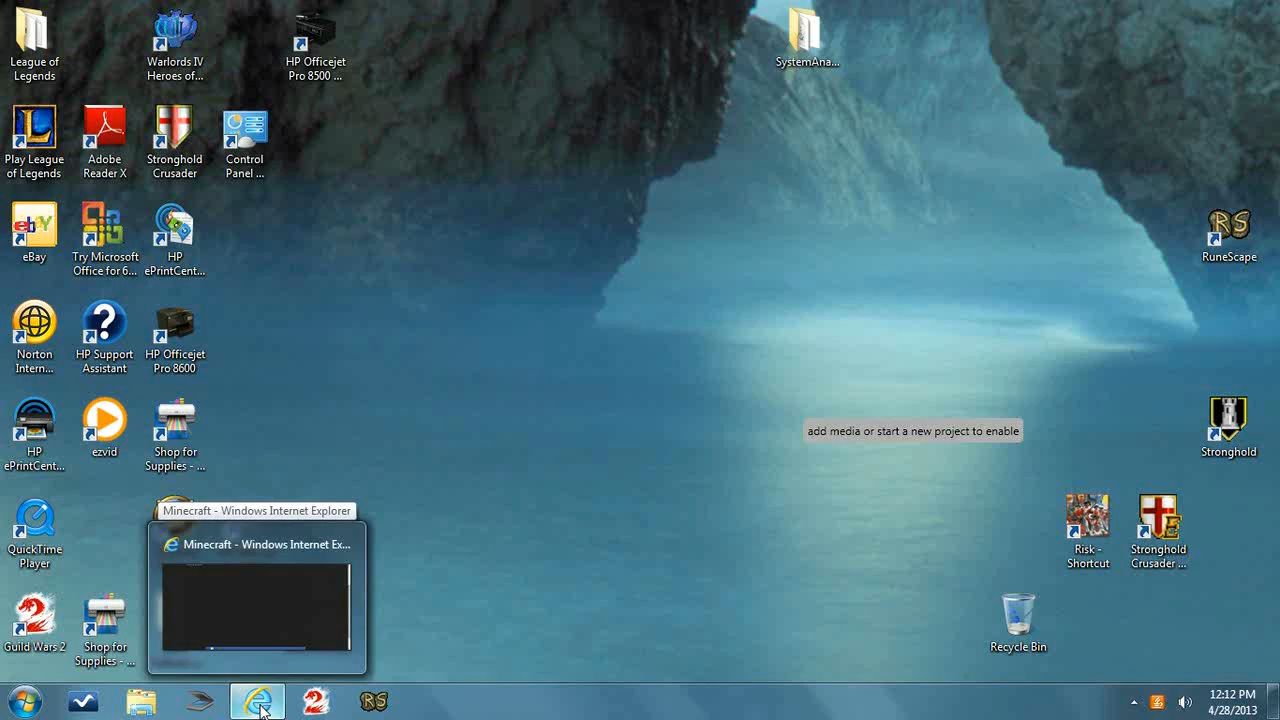 League of
Legends
Warlords IV
Heroes of...
HP Officejet
Pro 8500 ...
SystemAna...
Play League
of Legends
Adobe
Reader X
Stronghold
Crusader
Control
Panel ...
eBay
Try Microsoft
Office for 6...
HP
ePrintCent...
RS
RuneScape
Norton
Intern...
HP Support
Assistant
HP Officejet
Pro 8600
HP
ePrintCent...
ezvid
Shop for
Supplies - ...
add media or start a new project to enable
Stronghold
QuickTime
Player
Minecraft - Windows Internet Explorer
Minecraft - Windows Internet Ex...
Risk -
Shortcut
Stronghold
Crusader ...
Guild Wars 2
Shop for
Supplies - ...
Recycle Bin
RS
12:12 PM
4/28/2013